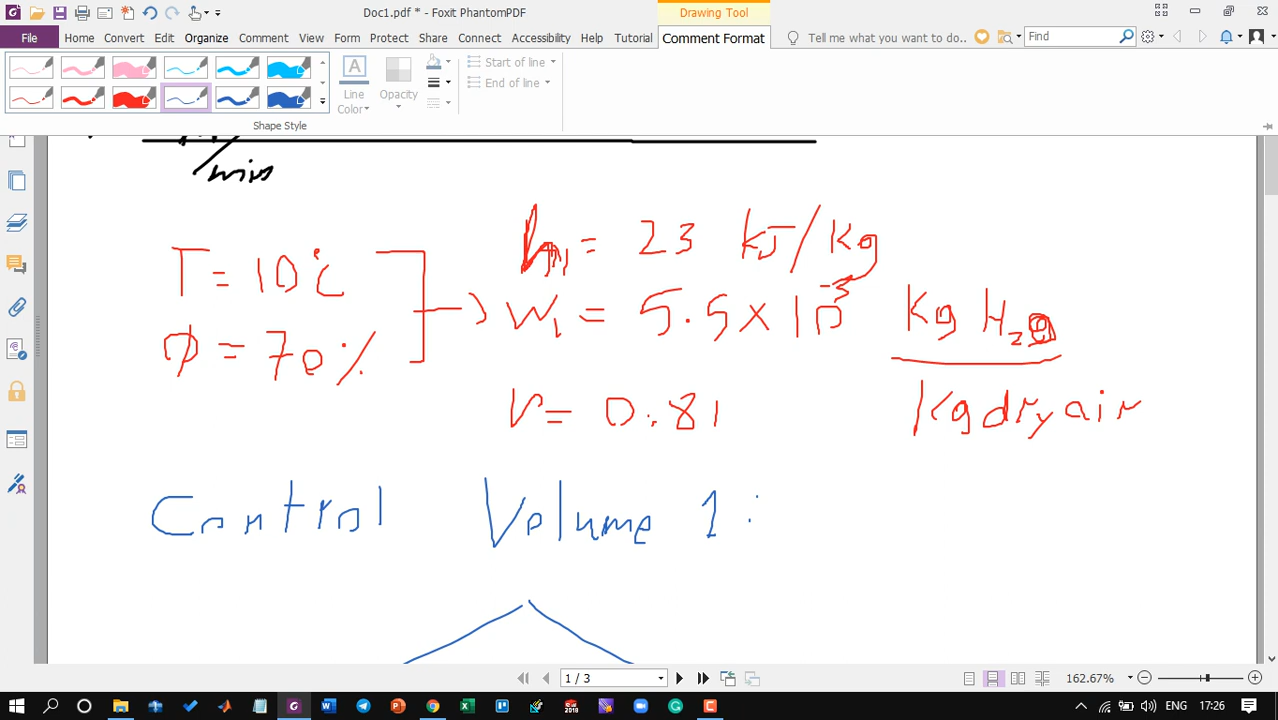 Doc1.pdf * - Foxit PhantomPDF
Drawing Tool
File Home Convert Edit Organize Comment View Form Protect Share Connect Accessibility Help Tutorial Comment Format Tell me what you want to do.. Find
Line Color
Opacity
Start of line
End of line
Shape Style
min
T = 10°C
φ = 70%
h1 = 23 kJ/kg
W1 = 5.5 × 10^-3 Kg H2O / Kg dry air
V = 0.81
Control Volume 1 :
1 / 3
162.67%
ENG 17:26